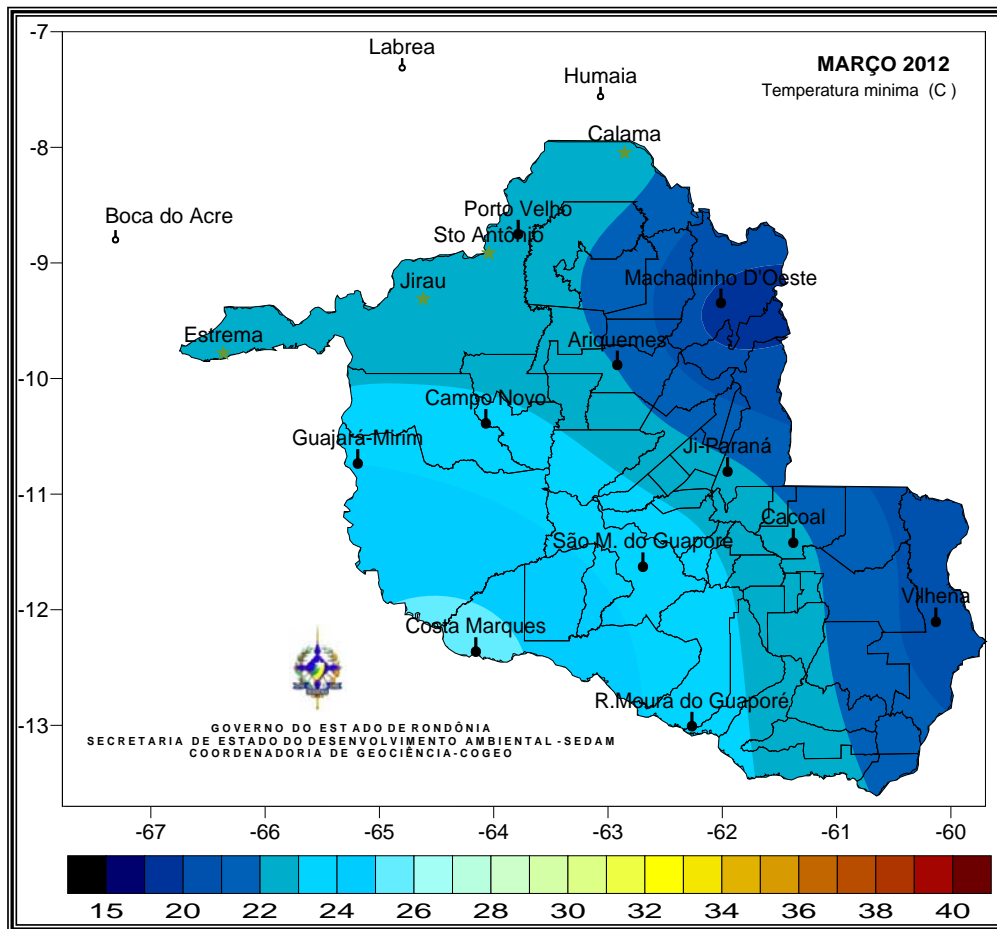 -7
Labrea
MARÇO 2012
Humaia
Temperatura minima (C )
Calama
-8
Porto Velho
Boca do Acre
Sto Antônio
-9
Jirau
Machadinho D'Oeste
Estrema
Ariquemes
-10
Campo Novo
Guajará-Mirim
Ji-Paraná
-11
Cacoal
São M. do Guaporé
-12
Vilhena
Costa Marques
R.Moura do Guaporé
-13
GOVERNO DO ESTADO DE RONDÔNIA
SECRETARIA DE ESTADO DO DESENVOLVIMENTO AMBIENTAL -SEDAM
COORDENADORIA DE GEOCIÊNCIA-COGEO
-67 -66 -65 -64 -63 -62 -61 -60
15 20 22 24 26 28 30 32 34 36 38 40